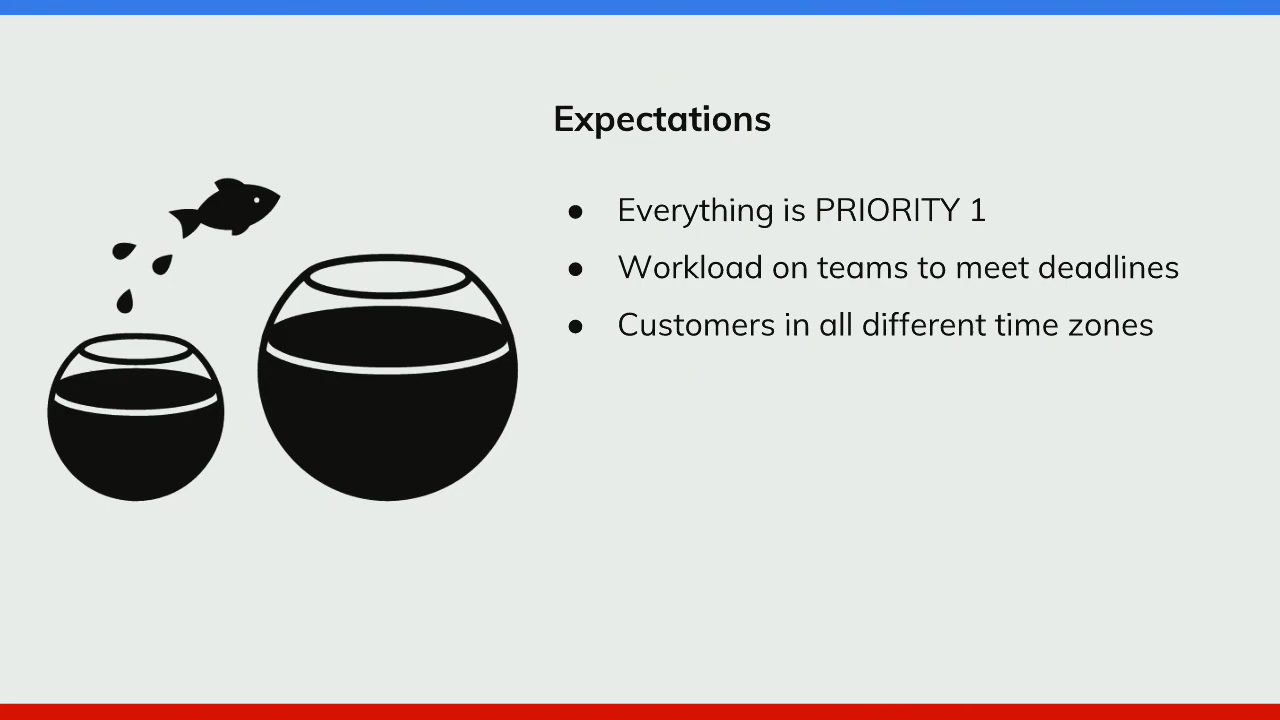 Expectations
● Everything is PRIORITY 1
● Workload on teams to meet deadlines
● Customers in all different time zones